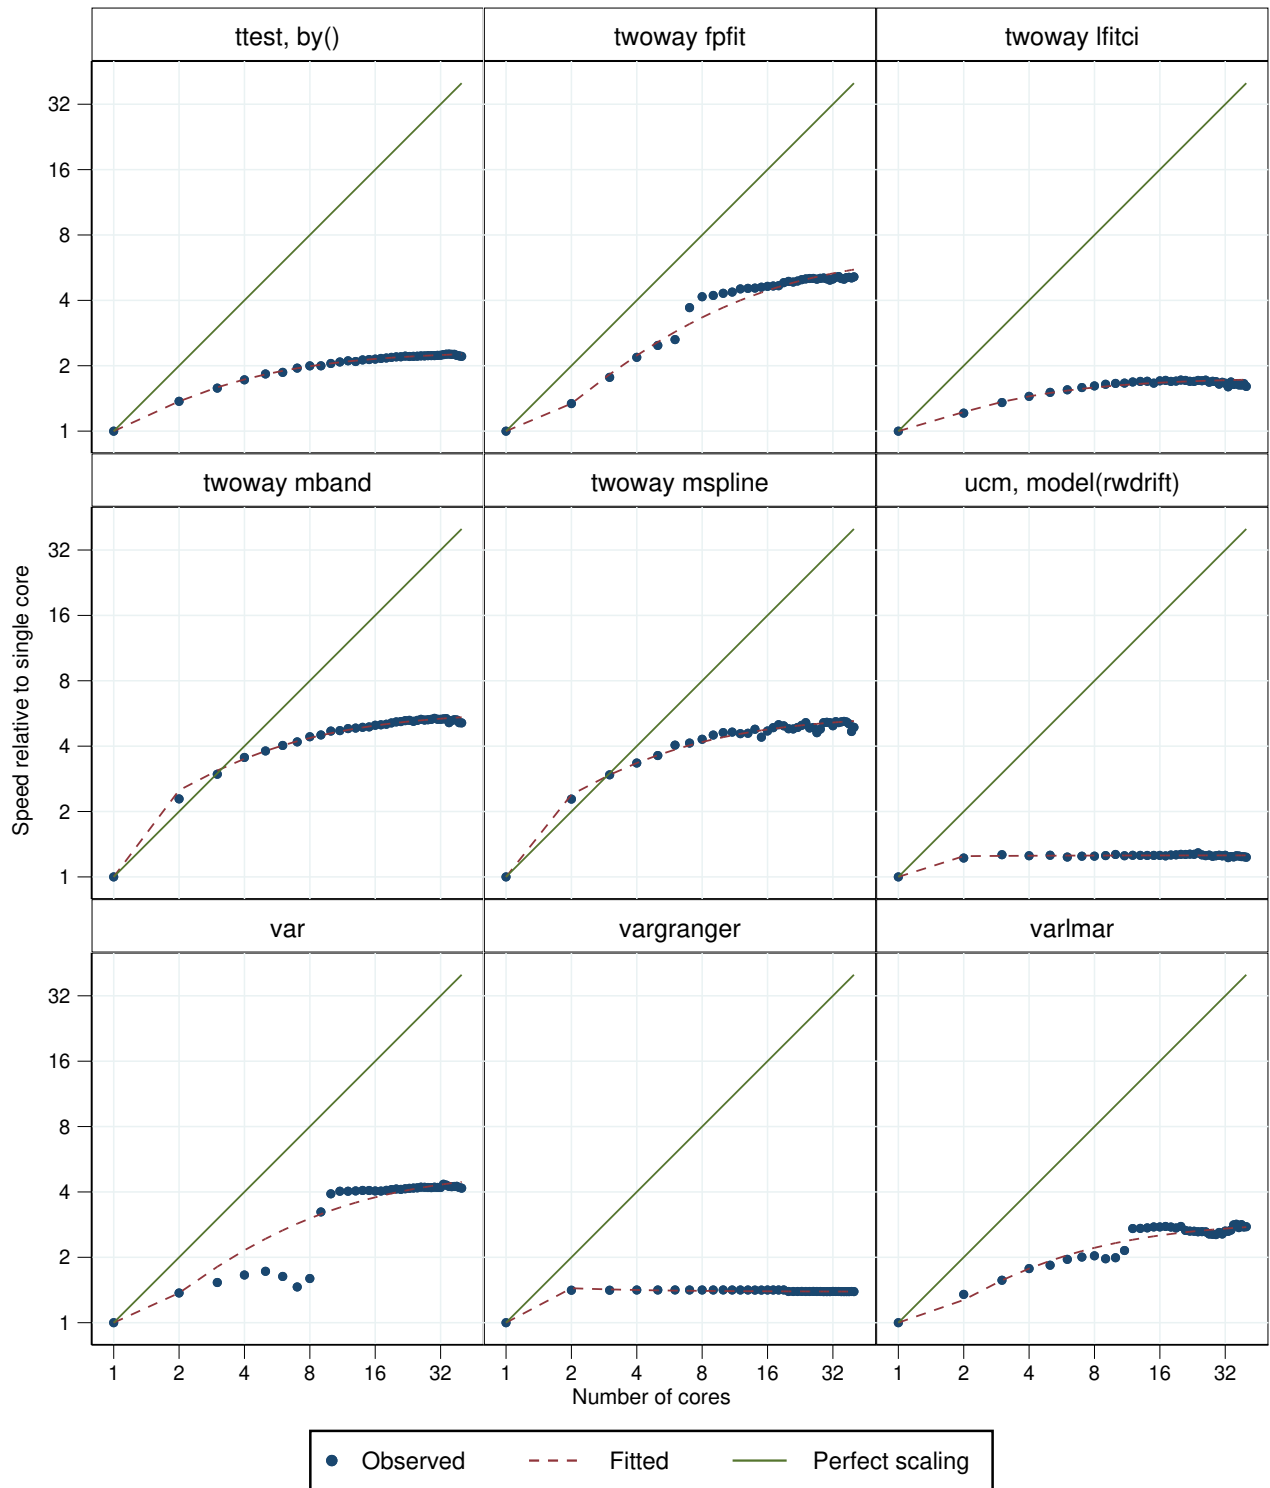 ttest, by() twoway fpfit twoway lfitci
32
16
8
4
2
1
twoway mband twoway mspline ucm, model(rwdrift)
32
16
8
4
2
1
Speed relative to single core
var vargranger varlmar
32
16
8
4
2
1
1 2 4 8 16 32 1 2 4 8 16 32 1 2 4 8 16 32
Number of cores
Observed Fitted Perfect scaling